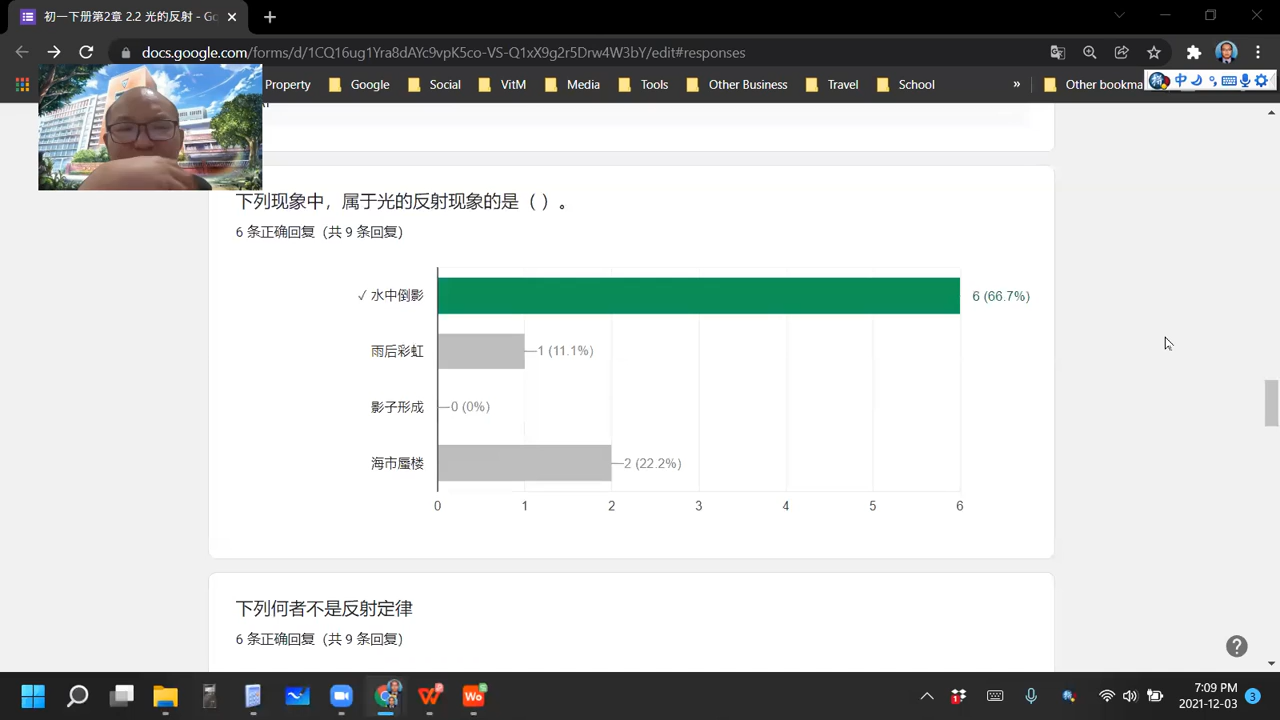 初一下册第2章 2.2 光的反射 - Go
docs.google.com/forms/d/1CQ16ug1Yra8dAYc9vpK5co-VS-Q1xX9g2r5Drw4W3bY/edit#responses
Property Google Social VitM Media Tools Other Business Travel School » Other bookma 中
下列现象中，属于光的反射现象的是（ ）。
6 条正确回复（共 9 条回复）
✓ 水中倒影 6 (66.7%)
雨后彩虹 1 (11.1%)
影子形成 0 (0%)
海市蜃楼 2 (22.2%)
0 1 2 3 4 5 6
下列何者不是反射定律
6 条正确回复（共 9 条回复）
Wo
7:09 PM
2021-12-03 3